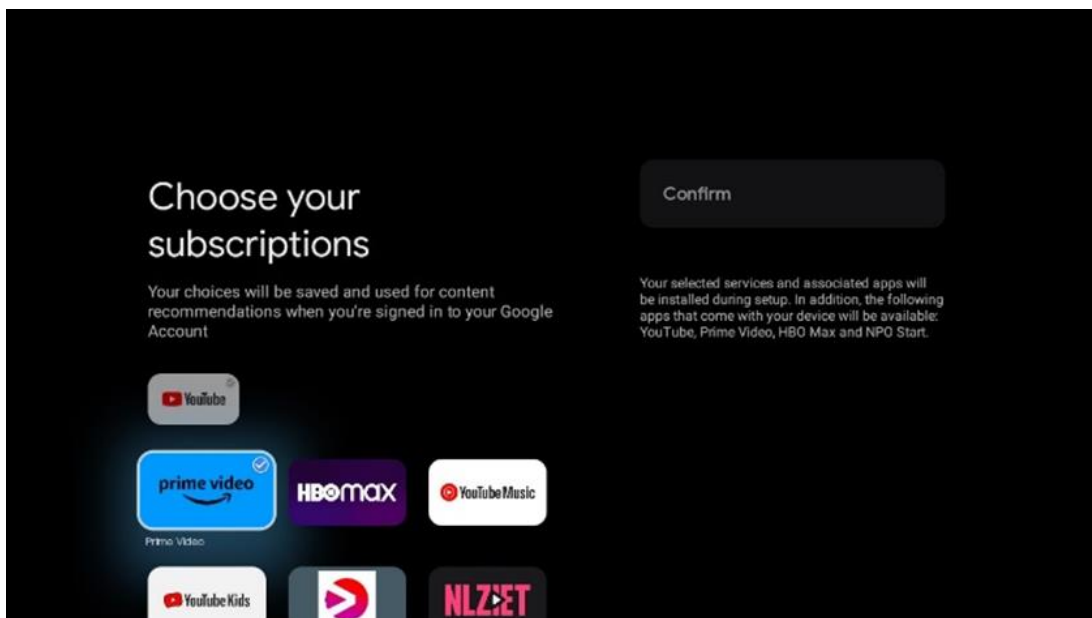 Choose your
subscriptions
Your choices will be saved and used for content
recommendations when you're signed in to your Google
Account
YouTube
prime video
HBOmax
YouTube Music
Prime Video
YouTube Kids
NLZIET
Confirm
Your selected services and associated apps will
be installed during setup. In addition, the following
apps that come with your device will be available:
YouTube, Prime Video, HBO Max and NPO Start.